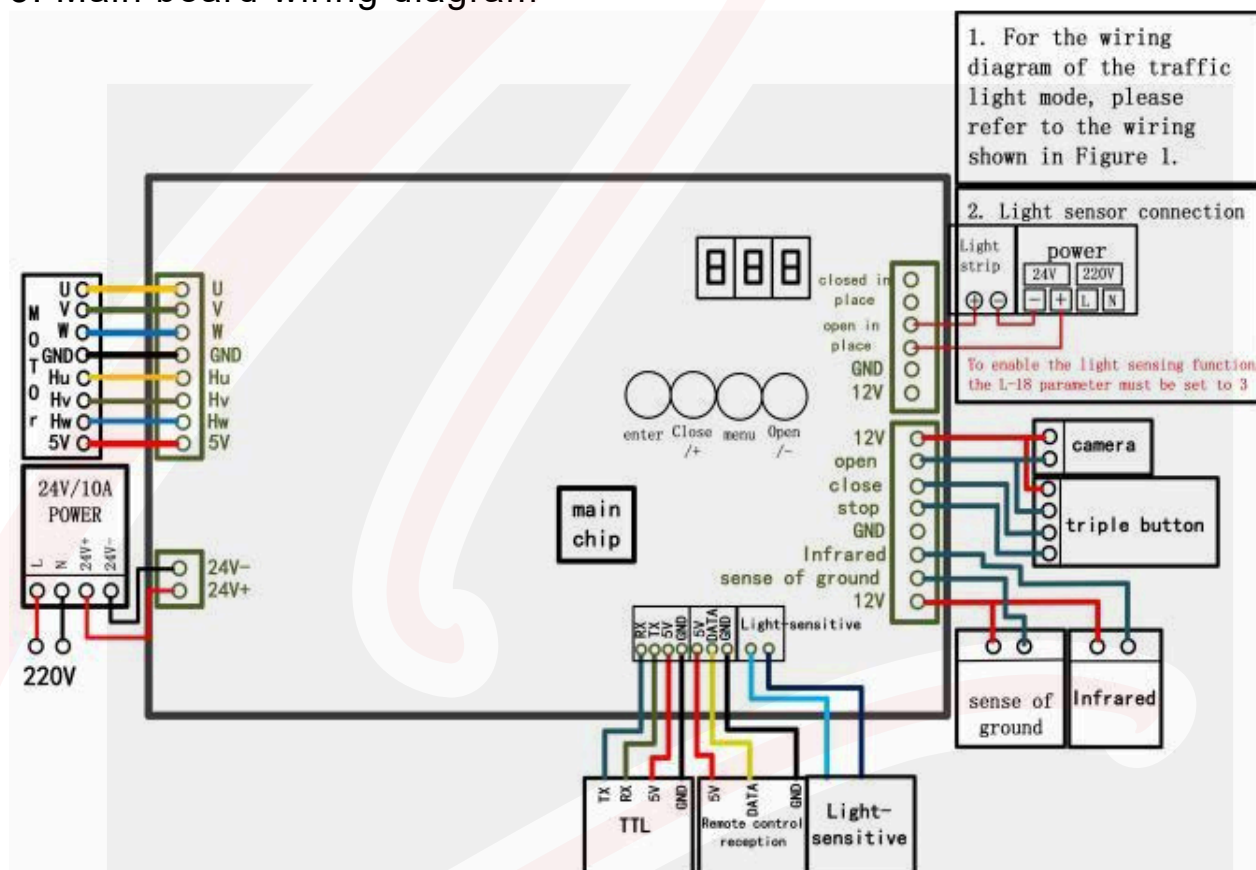 1. For the wiring
diagram of the traffic
light mode, please
refer to the wiring
shown in Figure 1.
2. Light sensor connection
Light
strip
power
24V 220V
+ - - + L N
To enable the light sensing function
the L-18 parameter must be set to 3
MOTOr
U
V
W
GND
Hu
Hv
Hw
5V
U
V
W
GND
Hu
Hv
Hw
5V
24V/10A
POWER
L N 24V+ 24V-
220V
24V-
24V+
888
enter Close /+ menu Open /-
main
chip
closed in
place
open in
place
GND
12V
12V
open
close
stop
GND
Infrared
sense of ground
12V
camera
triple button
sense of
ground
Infrared
RX TX 5V GND 5V DATA GND Light-sensitive
TX RX 5V GND
TTL
5V DATA GND
Remote control
reception
Light-
sensitive